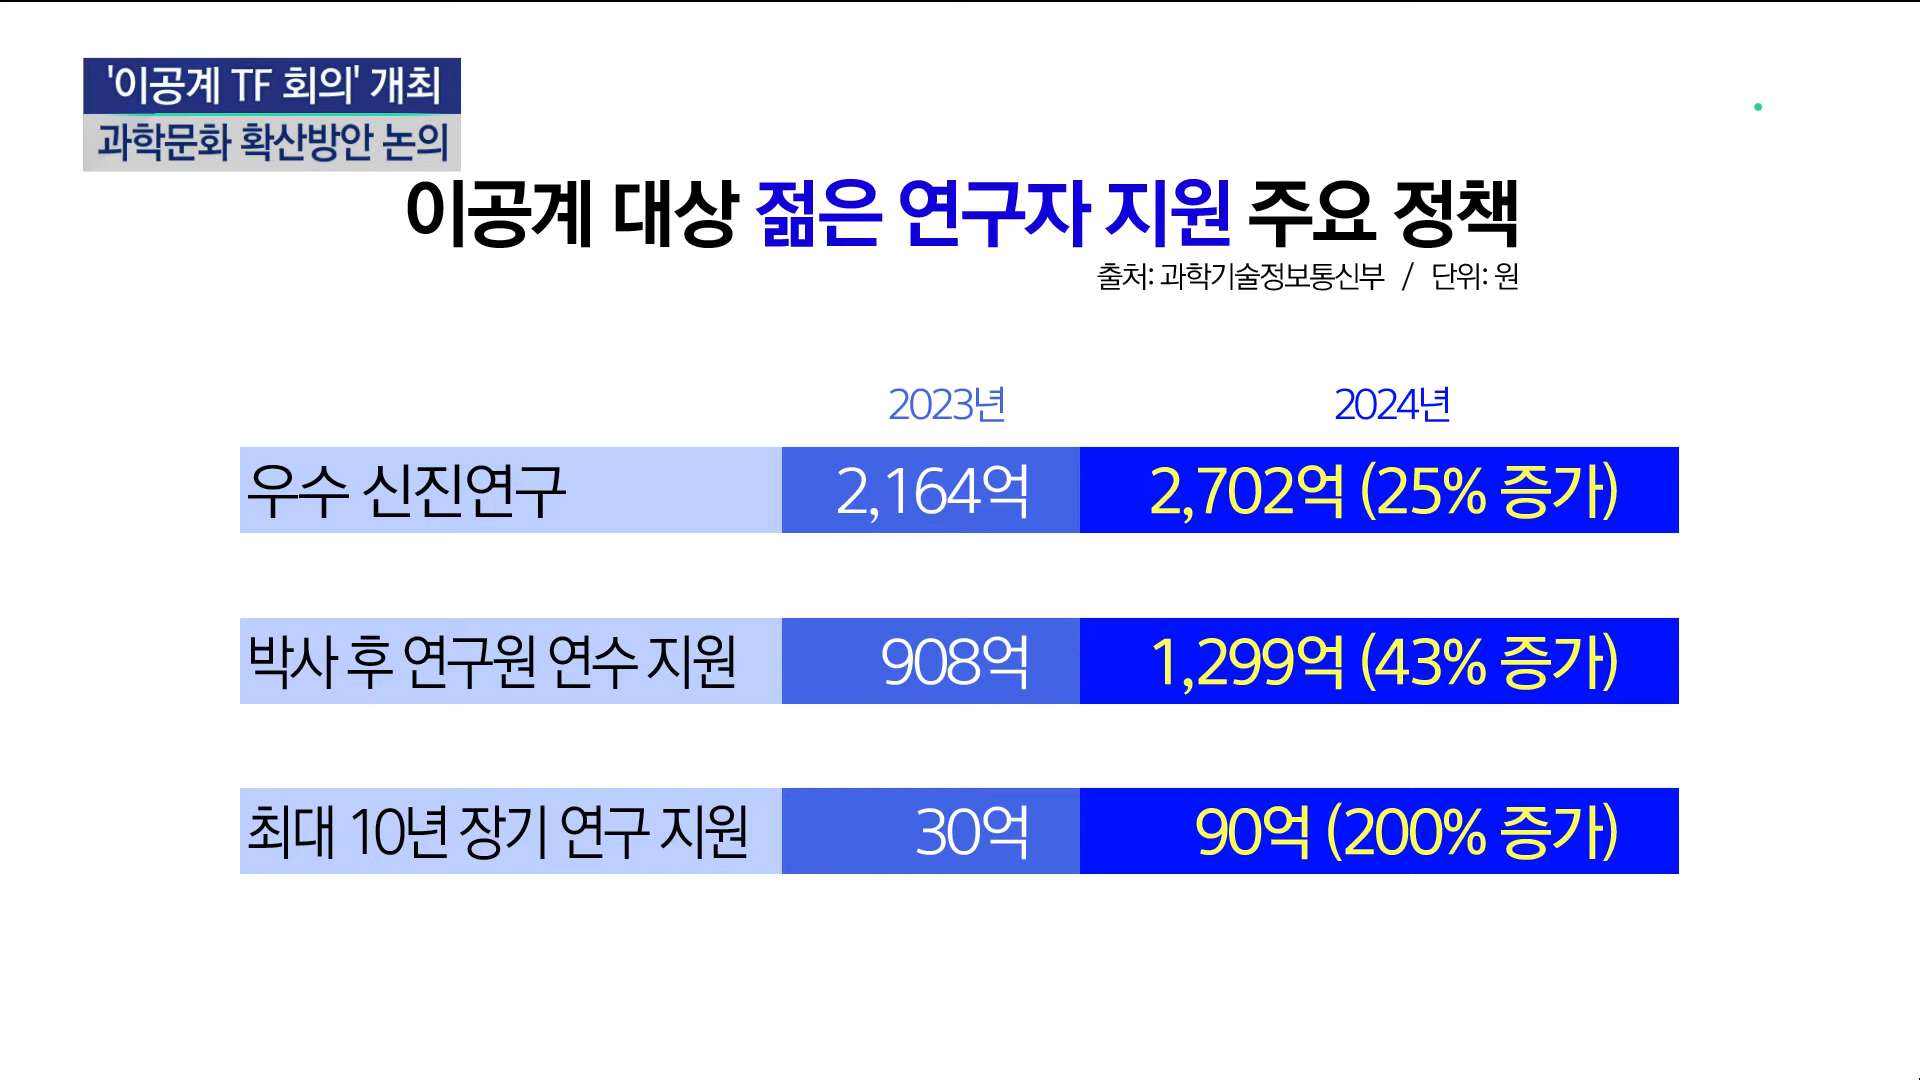 '이공계 TF 회의' 개최
과학문화 확산방안 논의
이공계 대상 젊은 연구자 지원 주요 정책
출처: 과학기술정보통신부 / 단위: 원
2023년 2024년
우수 신진연구 2,164억 2,702억 (25% 증가)
박사 후 연구원 연수 지원 908억 1,299억 (43% 증가)
최대 10년 장기 연구 지원 30억 90억 (200% 증가)